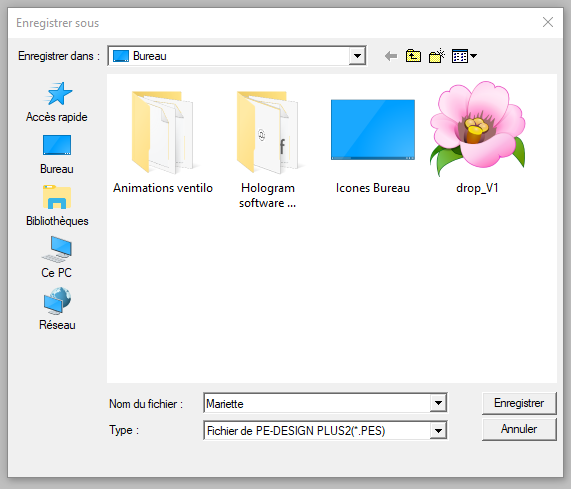 Enregistrer sous
Enregistrer dans :
Bureau
Accès rapide
Bureau
Bibliothèques
Ce PC
Réseau
Animations ventilo
Hologram
software ...
Icones Bureau
drop_V1
Nom du fichier :
Mariette
Enregistrer
Type :
Fichier de PE-DESIGN PLUS2(*.PES)
Annuler